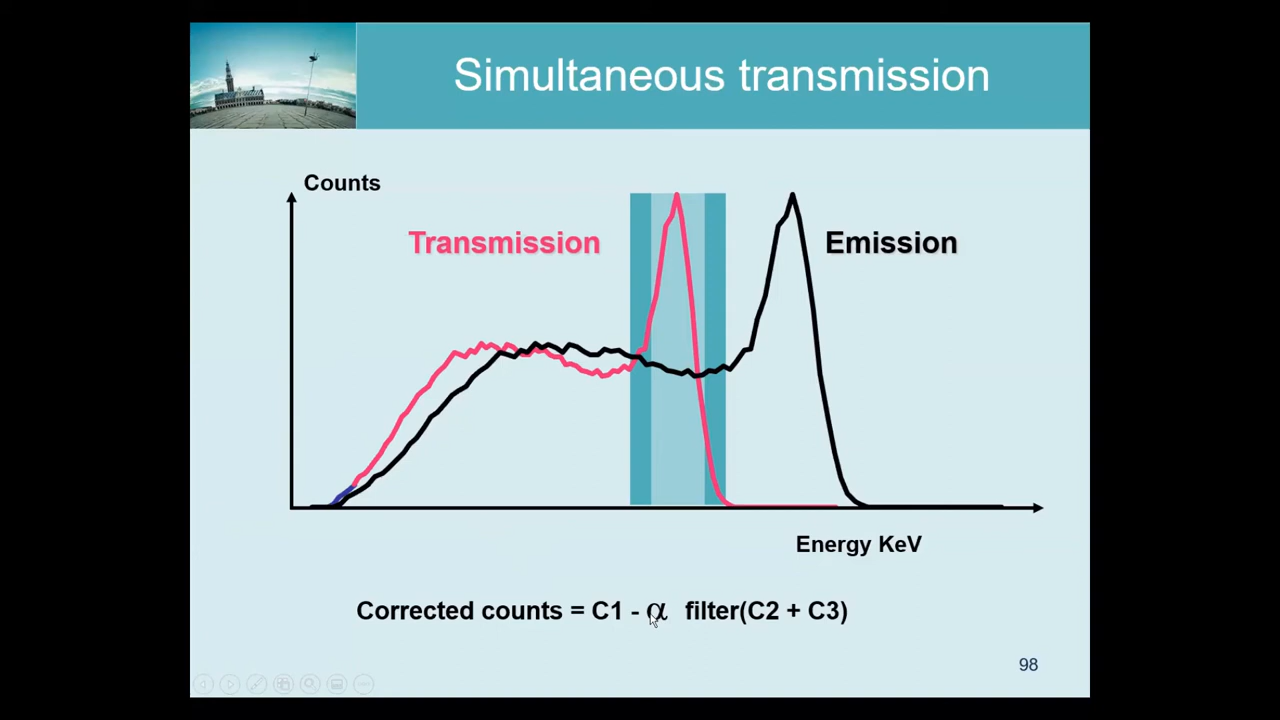 Simultaneous transmission
Counts
Transmission
Emission
Energy KeV
Corrected counts = C1 - α filter(C2 + C3)
98